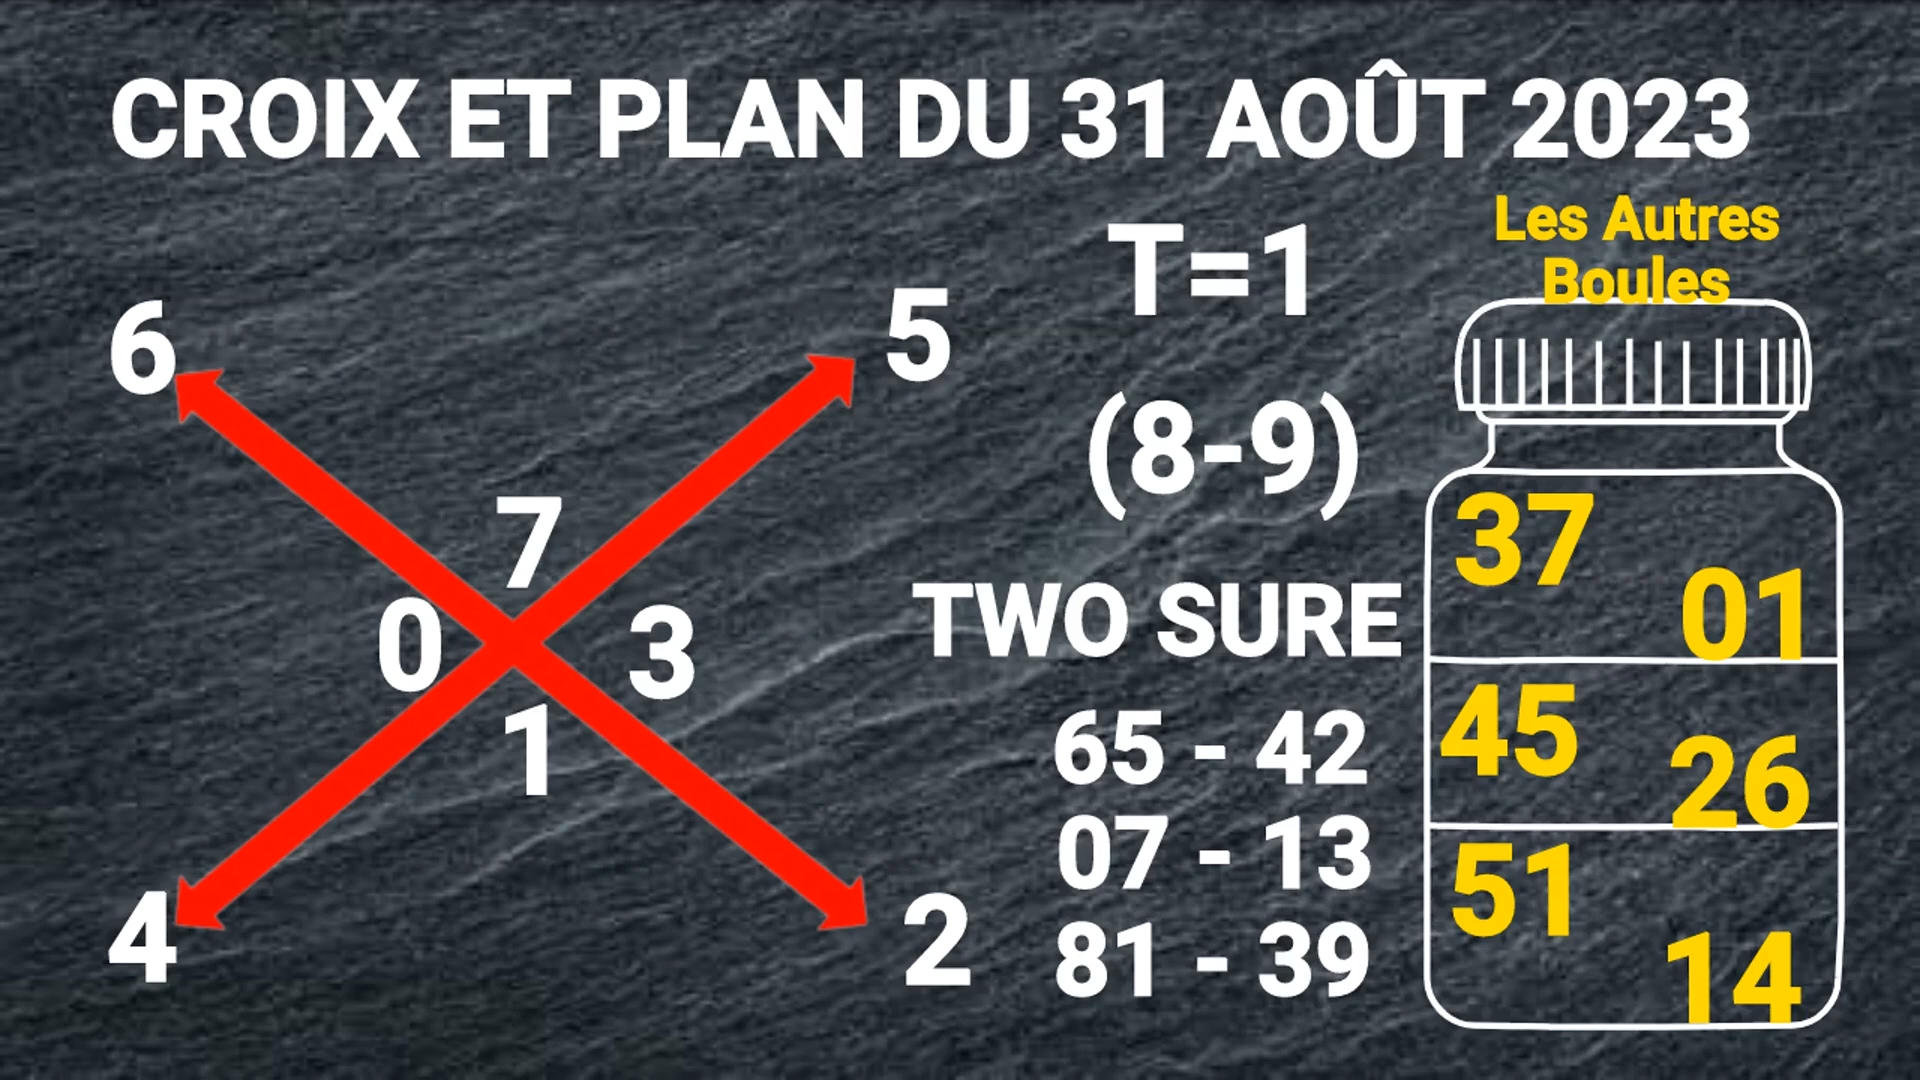 CROIX ET PLAN DU 31 AOÛT 2023
6
5
7
0
3
1
4
2
T=1
(8-9)
TWO SURE
65 - 42
07 - 13
81 - 39
Les Autres
Boules
37
01
45
26
51
14